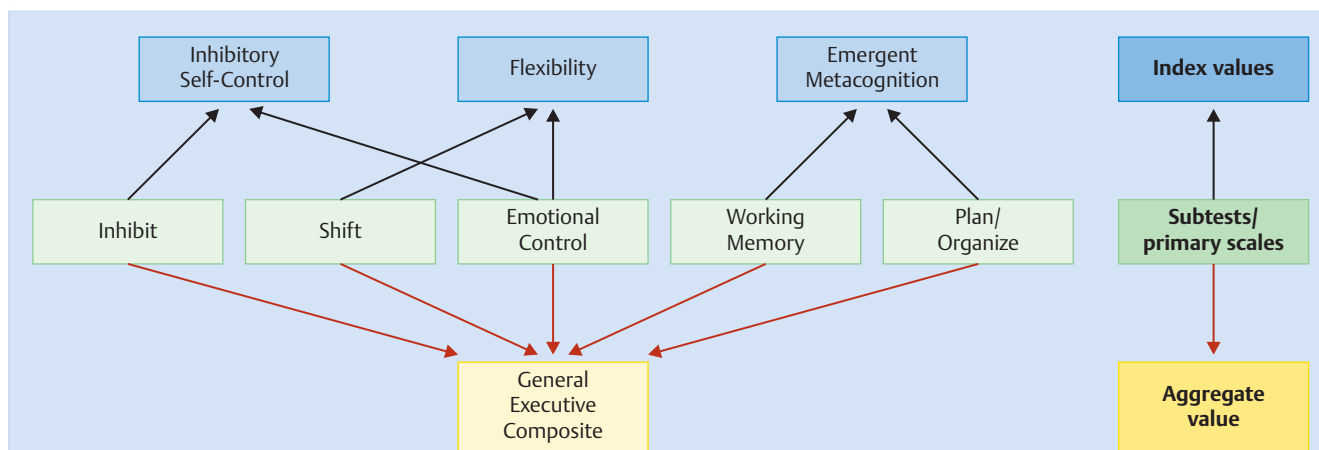 Inhibitory
Self-Control
Flexibility
Emergent
Metacognition
Index values
Inhibit
Shift
Emotional
Control
Working
Memory
Plan/
Organize
Subtests/
primary scales
General
Executive
Composite
Aggregate
value